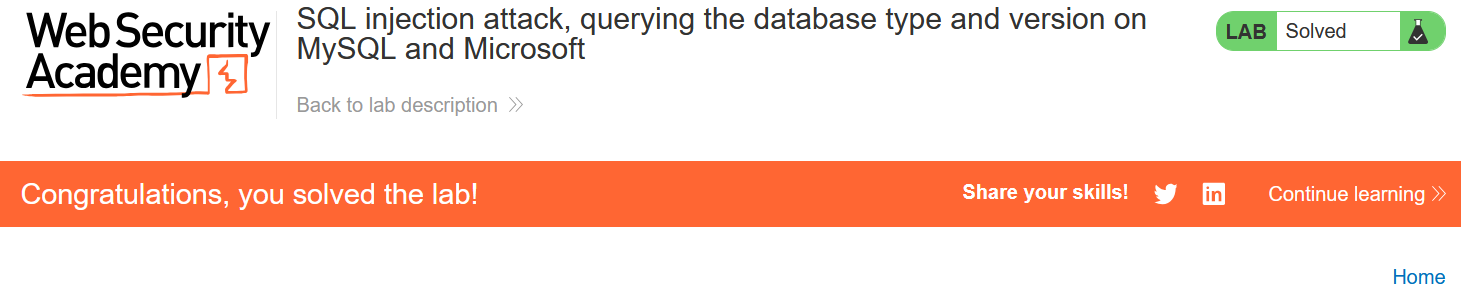 Web Security
Academy
SQL injection attack, querying the database type and version on
MySQL and Microsoft
Back to lab description
LAB Solved
Congratulations, you solved the lab!
Share your skills!
Continue learning
Home